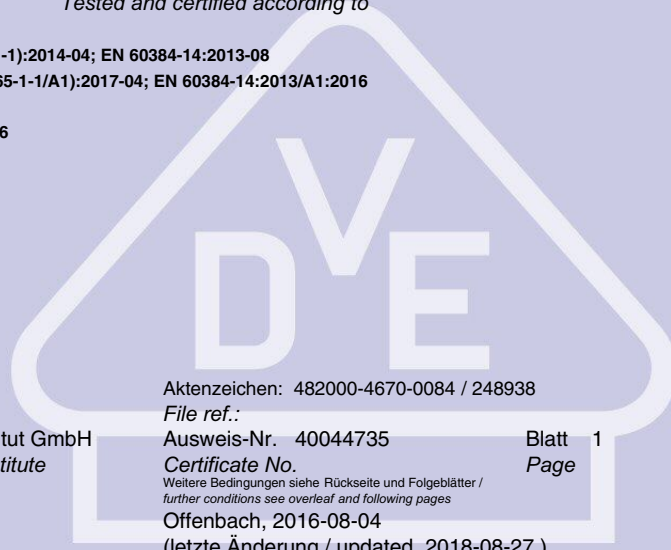 Tested and certified according to
-1):2014-04; EN 60384-14:2013-08
65-1-1/A1):2017-04; EN 60384-14:2013/A1:2016
6
VDE
Aktenzeichen: 482000-4670-0084 / 248938
File ref.:
tut GmbH Ausweis-Nr. 40044735 Blatt 1
titute Certificate No. Page
Weitere Bedingungen siehe Rückseite und Folgeblätter /
further conditions see overleaf and following pages
Offenbach, 2016-08-04
(letzte Änderung / updated 2018-08-27 )